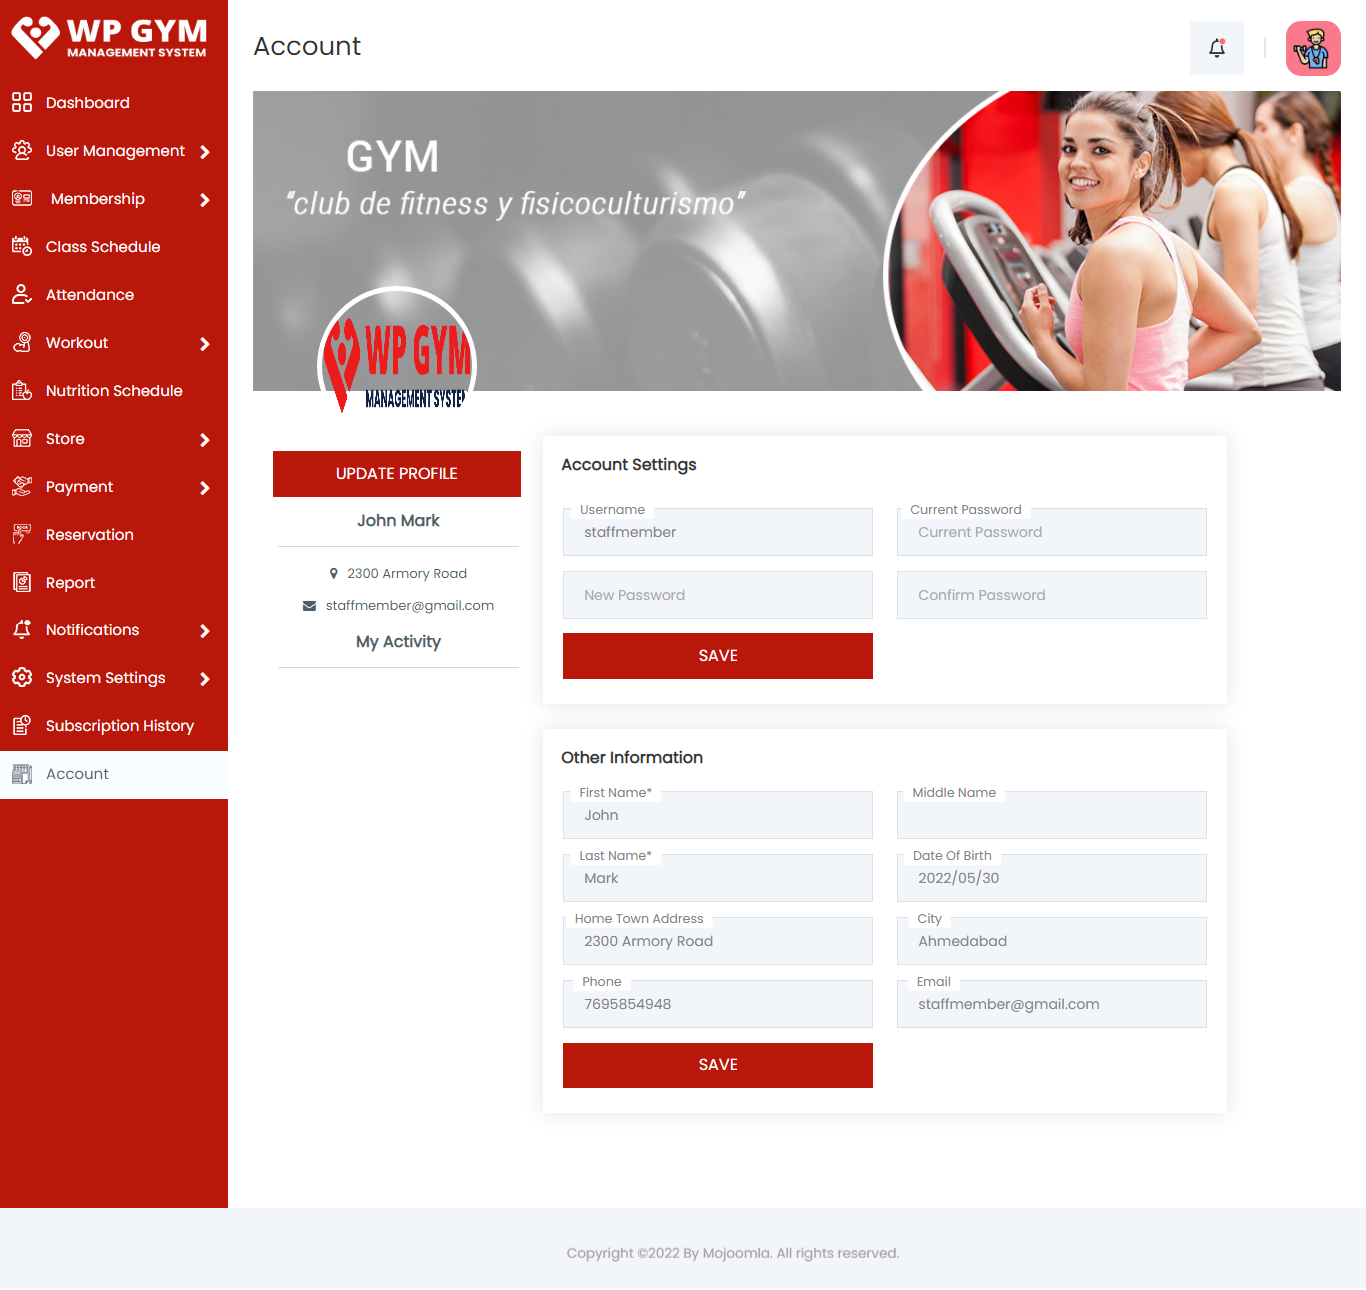 WP GYM
MANAGEMENT SYSTEM
Dashboard
User Management
Membership
Class Schedule
Attendance
Workout
Nutrition Schedule
Store
Payment
Reservation
Report
Notifications
System Settings
Subscription History
Account
Account
GYM
“club de fitness y fisicoculturismo”
WP GYM
MANAGEMENT SYSTE
UPDATE PROFILE
John Mark
2300 Armory Road
staffmember@gmail.com
My Activity
Account Settings
Username
staffmember
Current Password
Current Password
New Password
Confirm Password
SAVE
Other Information
First Name*
John
Middle Name
Last Name*
Mark
Date Of Birth
2022/05/30
Home Town Address
2300 Armory Road
City
Ahmedabad
Phone
7695854948
Email
staffmember@gmail.com
SAVE
Copyright ©2022 By Mojoomla. All rights reserved.